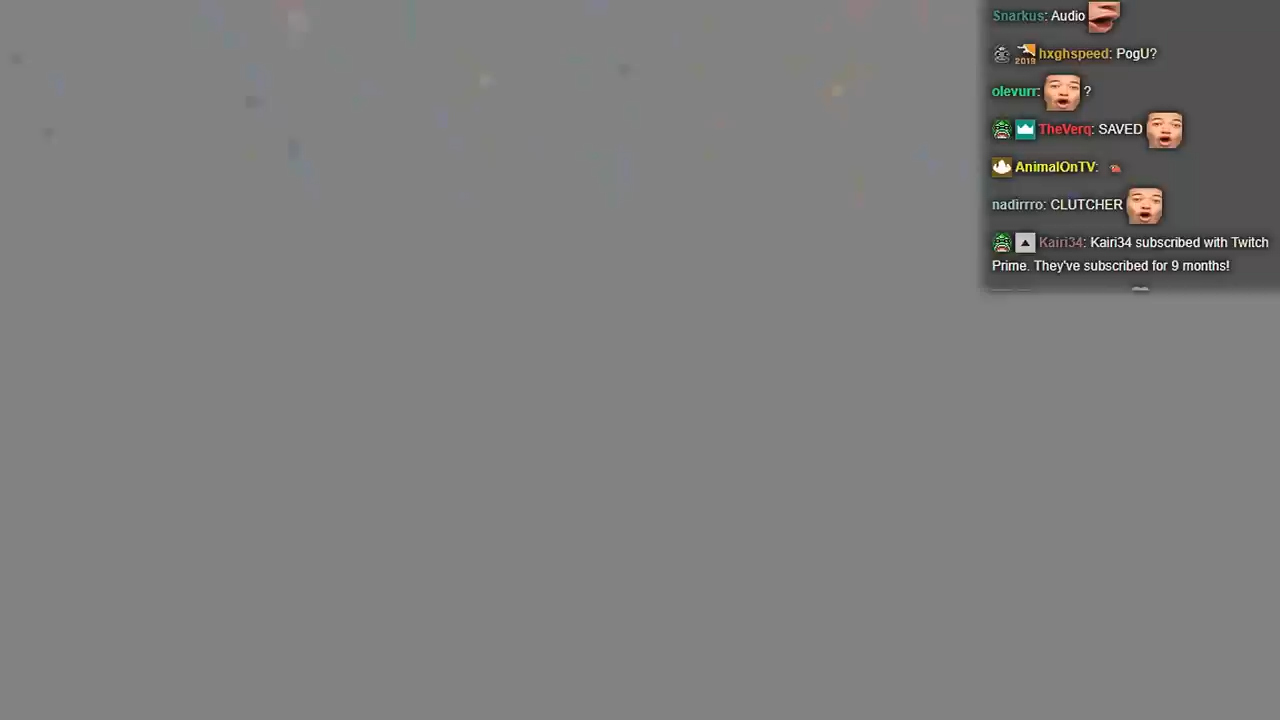 Snarkus: Audio
2019 hxghspeed: PogU?
olevurr: ?
TheVerq: SAVED
AnimalOnTV:
nadirrro: CLUTCHER
Kairi34: Kairi34 subscribed with Twitch
Prime. They've subscribed for 9 months!